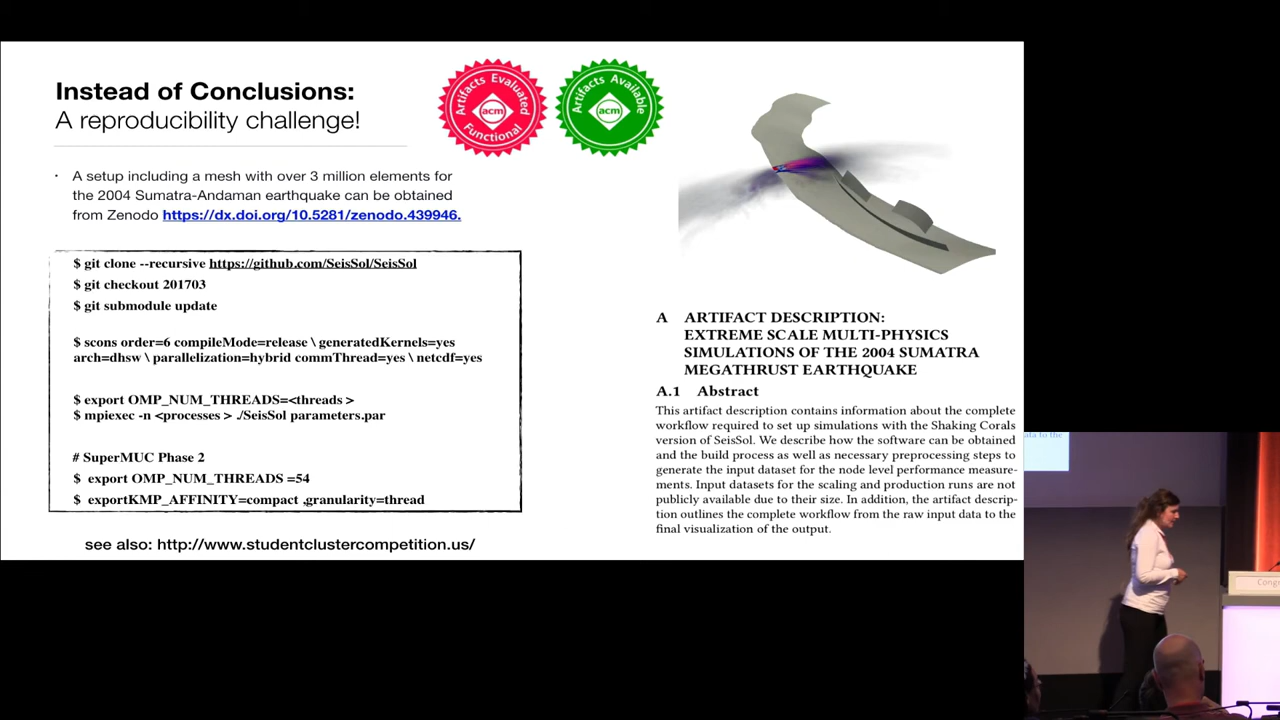 Instead of Conclusions:
A reproducibility challenge!
Artifacts Evaluated
acm
Functional
Artifacts Available
acm
· A setup including a mesh with over 3 million elements for
the 2004 Sumatra-Andaman earthquake can be obtained
from Zenodo https://dx.doi.org/10.5281/zenodo.439946.
$ git clone --recursive https://github.com/SeisSol/SeisSol
$ git checkout 201703
$ git submodule update
$ scons order=6 compileMode=release \ generatedKernels=yes
arch=dhsw \ parallelization=hybrid commThread=yes \ netcdf=yes
$ export OMP_NUM_THREADS=<threads >
$ mpiexec -n <processes > ./SeisSol parameters.par
# SuperMUC Phase 2
$ export OMP_NUM_THREADS =54
$ exportKMP_AFFINITY=compact ,granularity=thread
see also: http://www.studentclustercompetition.us/
A ARTIFACT DESCRIPTION:
EXTREME SCALE MULTI-PHYSICS
SIMULATIONS OF THE 2004 SUMATRA
MEGATHRUST EARTHQUAKE
A.1 Abstract
This artifact description contains information about the complete
workflow required to set up simulations with the Shaking Corals
version of SeisSol. We describe how the software can be obtained
and the build process as well as necessary preprocessing steps to
generate the input dataset for the node level performance measure-
ments. Input datasets for the scaling and production runs are not
publicly available due to their size. In addition, the artifact descrip-
tion outlines the complete workflow from the raw input data to the
final visualization of the output.
data to the
Cong